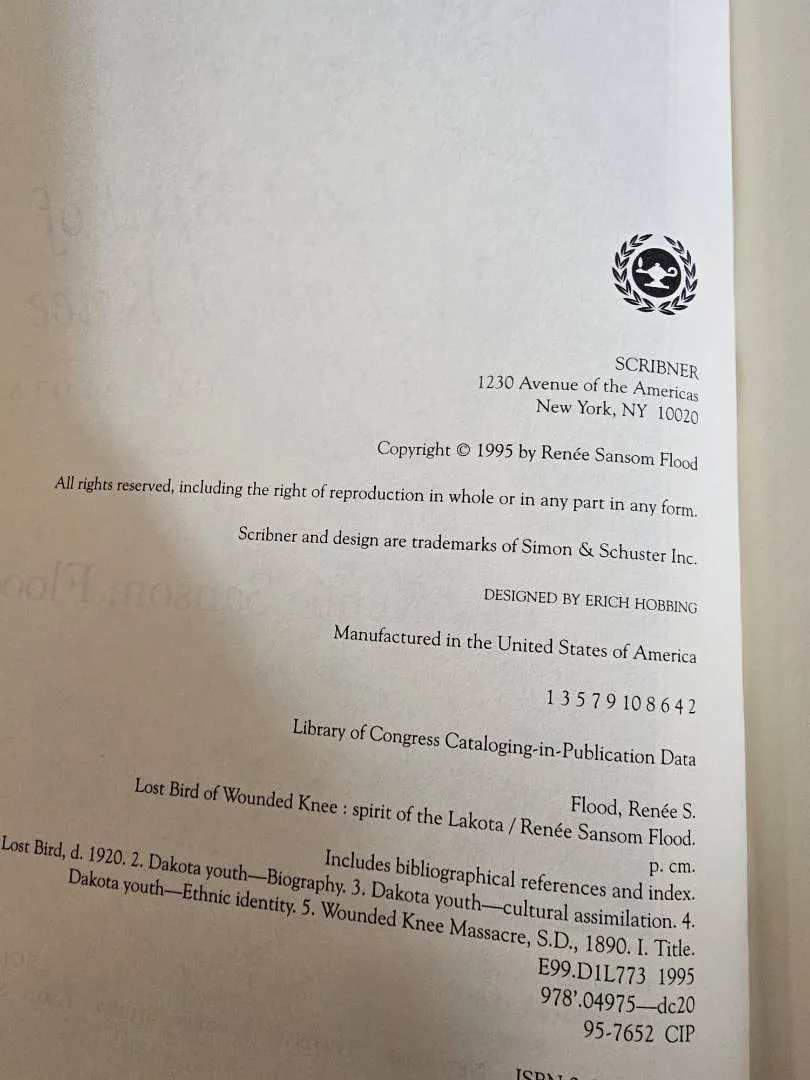 SCRIBNER
1230 Avenue of the Americas
New York, NY 10020
Copyright © 1995 by Renée Sansom Flood
All rights reserved, including the right of reproduction in whole or in any part in any form.
Scribner and design are trademarks of Simon & Schuster Inc.
DESIGNED BY ERICH HOBBING
Manufactured in the United States of America
1 3 5 7 9 10 8 6 4 2
Library of Congress Cataloging-in-Publication Data
Flood, Renée S.
Lost Bird of Wounded Knee : spirit of the Lakota / Renée Sansom Flood.
p. cm.
Includes bibliographical references and index.
Lost Bird, d. 1920. 2. Dakota youth—Biography. 3. Dakota youth—cultural assimilation. 4.
Dakota youth—Ethnic identity. 5. Wounded Knee Massacre, S.D., 1890. I. Title.
E99.D1L773 1995
978'.04975—dc20
95-7652 CIP